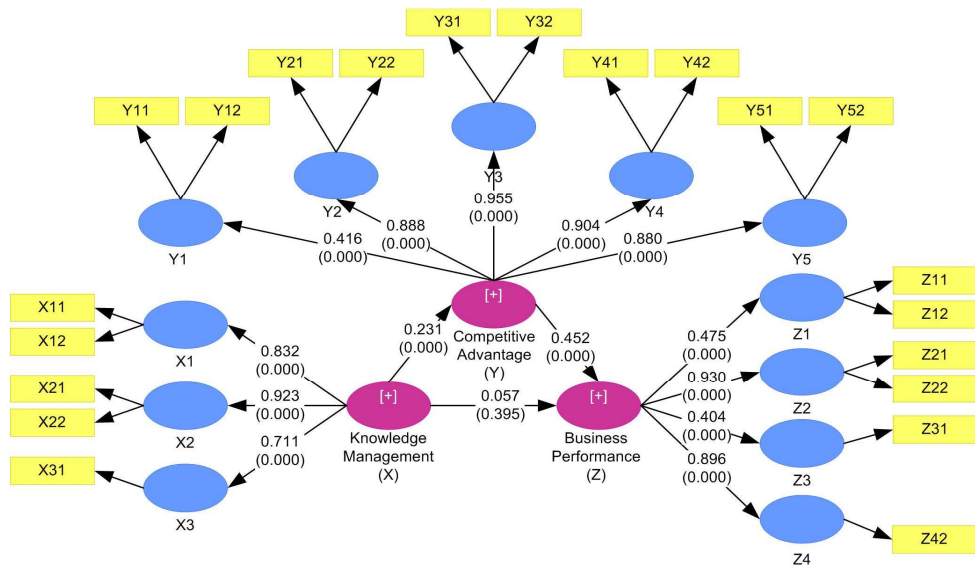 Y31 Y32
Y21 Y22
Y41 Y42
Y11 Y12
Y51 Y52
Y3
Y2
Y4
Y1
Y5
0.955
(0.000)
0.888
(0.000)
0.904
(0.000)
0.416
(0.000)
0.880
(0.000)
[+]
Competitive
Advantage
(Y)
X11
X12
X1
X21
X22
X2
X31
X3
0.832
(0.000)
0.923
(0.000)
0.711
(0.000)
0.231
(0.000)
0.452
(0.000)
[+]
Knowledge
Management
(X)
0.057
(0.395)
[+]
Business
Performance
(Z)
0.475
(0.000)
0.930
(0.000)
0.404
(0.000)
0.896
(0.000)
Z1
Z11
Z12
Z2
Z21
Z22
Z3
Z31
Z4
Z42